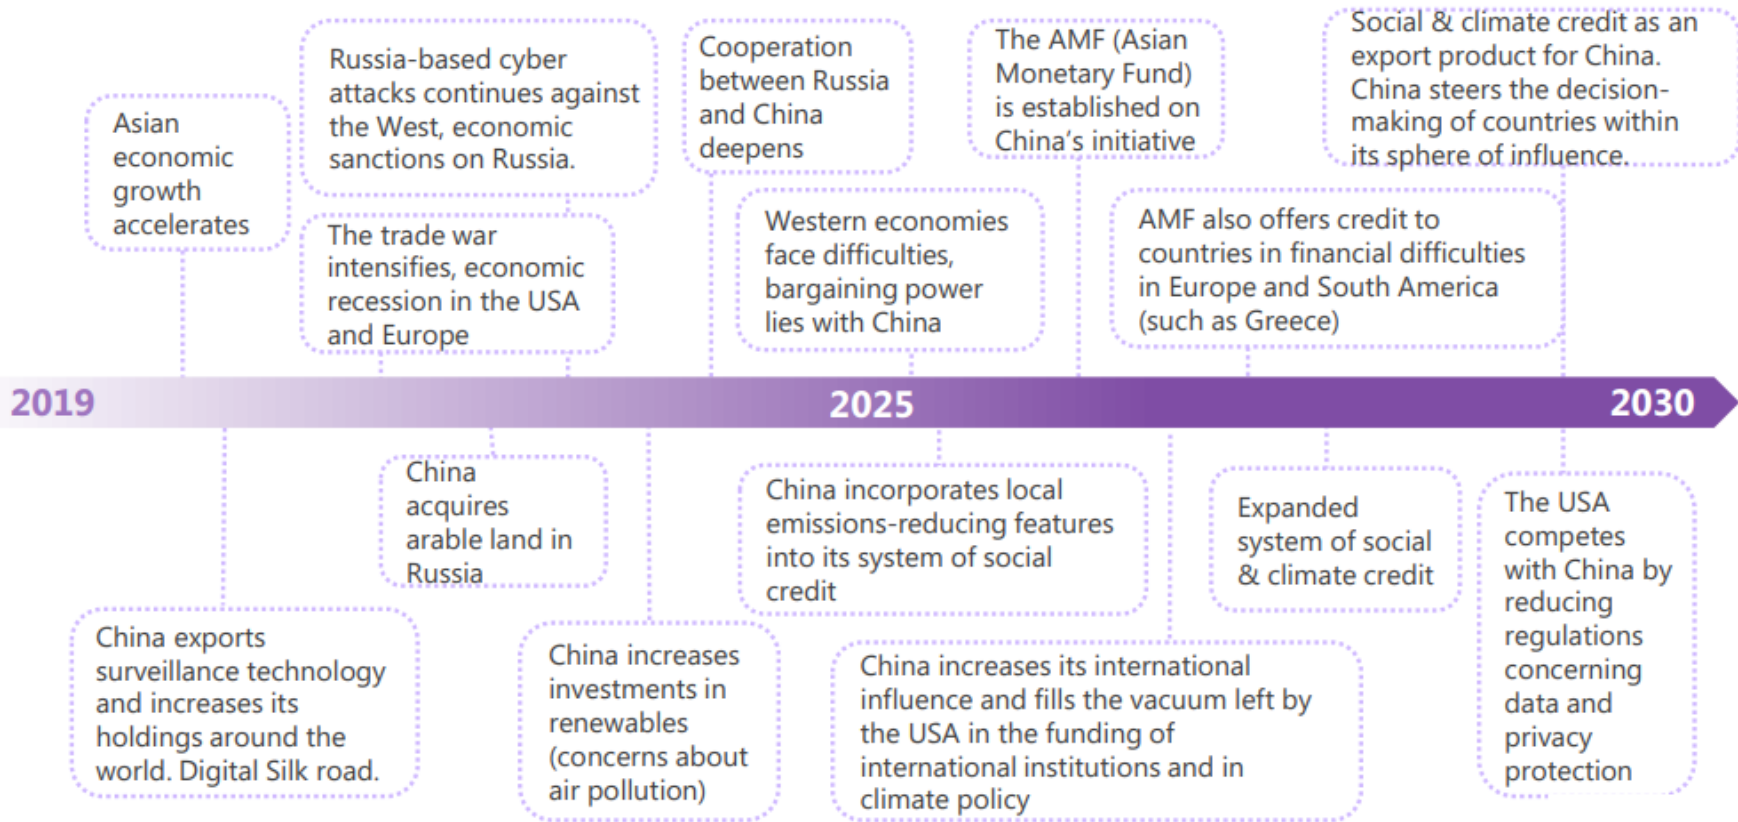 Asian
economic
growth
accelerates
Russia-based cyber
attacks continues against
the West, economic
sanctions on Russia.
The trade war
intensifies, economic
recession in the USA
and Europe
Cooperation
between Russia
and China
deepens
Western economies
face difficulties,
bargaining power
lies with China
The AMF (Asian
Monetary Fund)
is established on
China's initiative
AMF also offers credit to
countries in financial difficulties
in Europe and South America
(such as Greece)
Social & climate credit as an
export product for China.
China steers the decision-
making of countries within
its sphere of influence.
2019
2025
2030
China exports
surveillance technology
and increases its
holdings around the
world. Digital Silk road.
China
acquires
arable land in
Russia
China increases
investments in
renewables
(concerns about
air pollution)
China incorporates local
emissions-reducing features
into its system of social
credit
China increases its international
influence and fills the vacuum left by
the USA in the funding of
international institutions and in
climate policy
Expanded
system of social
& climate credit
The USA
competes
with China by
reducing
regulations
concerning
data and
privacy
protection